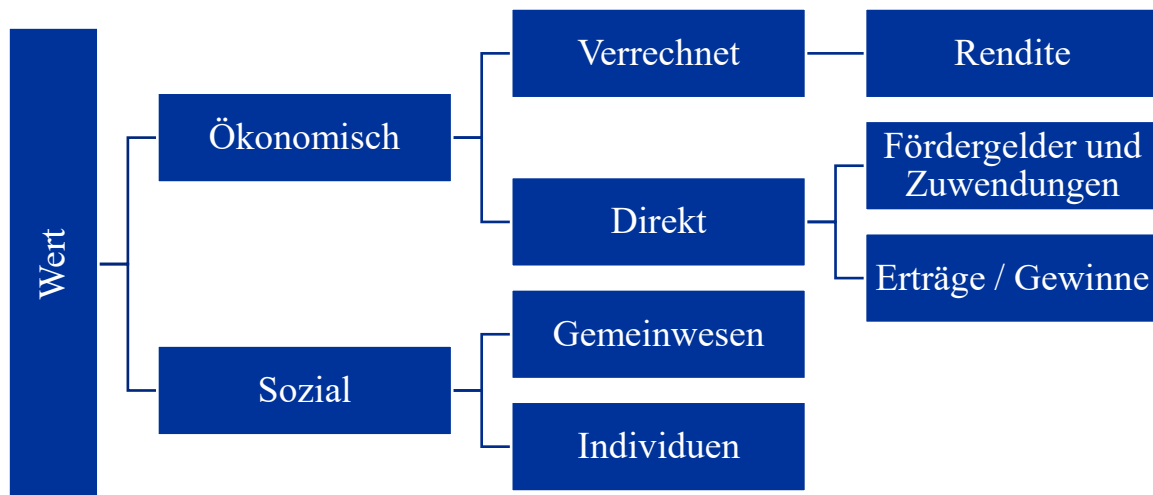 Wert
Ökonomisch
Verrechnet
Rendite
Direkt
Fördergelder und
Zuwendungen
Erträge / Gewinne
Sozial
Gemeinwesen
Individuen